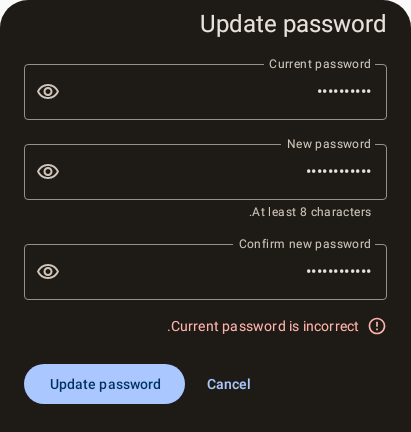 Update password
Current password
••••••••••
New password
•••••••••••
.At least 8 characters
Confirm new password
•••••••••••
.Current password is incorrect
Update password
Cancel